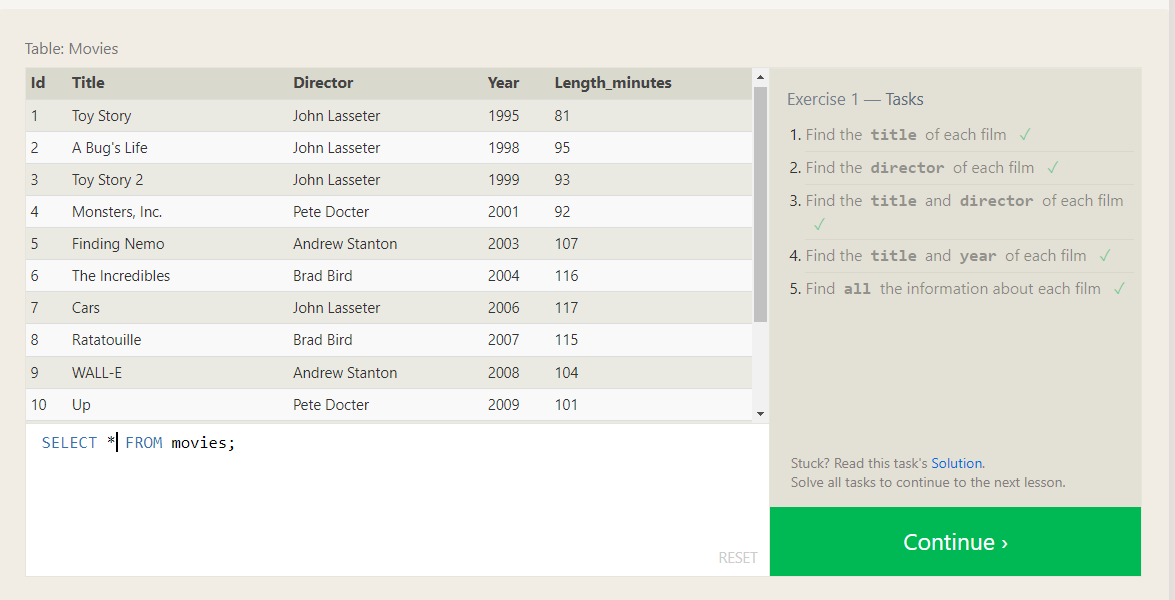 Table: Movies
Id Title Director Year Length_minutes
1 Toy Story John Lasseter 1995 81
2 A Bug's Life John Lasseter 1998 95
3 Toy Story 2 John Lasseter 1999 93
4 Monsters, Inc. Pete Docter 2001 92
5 Finding Nemo Andrew Stanton 2003 107
6 The Incredibles Brad Bird 2004 116
7 Cars John Lasseter 2006 117
8 Ratatouille Brad Bird 2007 115
9 WALL-E Andrew Stanton 2008 104
10 Up Pete Docter 2009 101
SELECT * FROM movies;
RESET
Exercise 1 — Tasks
1. Find the title of each film ✓
2. Find the director of each film ✓
3. Find the title and director of each film
✓
4. Find the title and year of each film ✓
5. Find all the information about each film ✓
Stuck? Read this task's Solution.
Solve all tasks to continue to the next lesson.
Continue ›